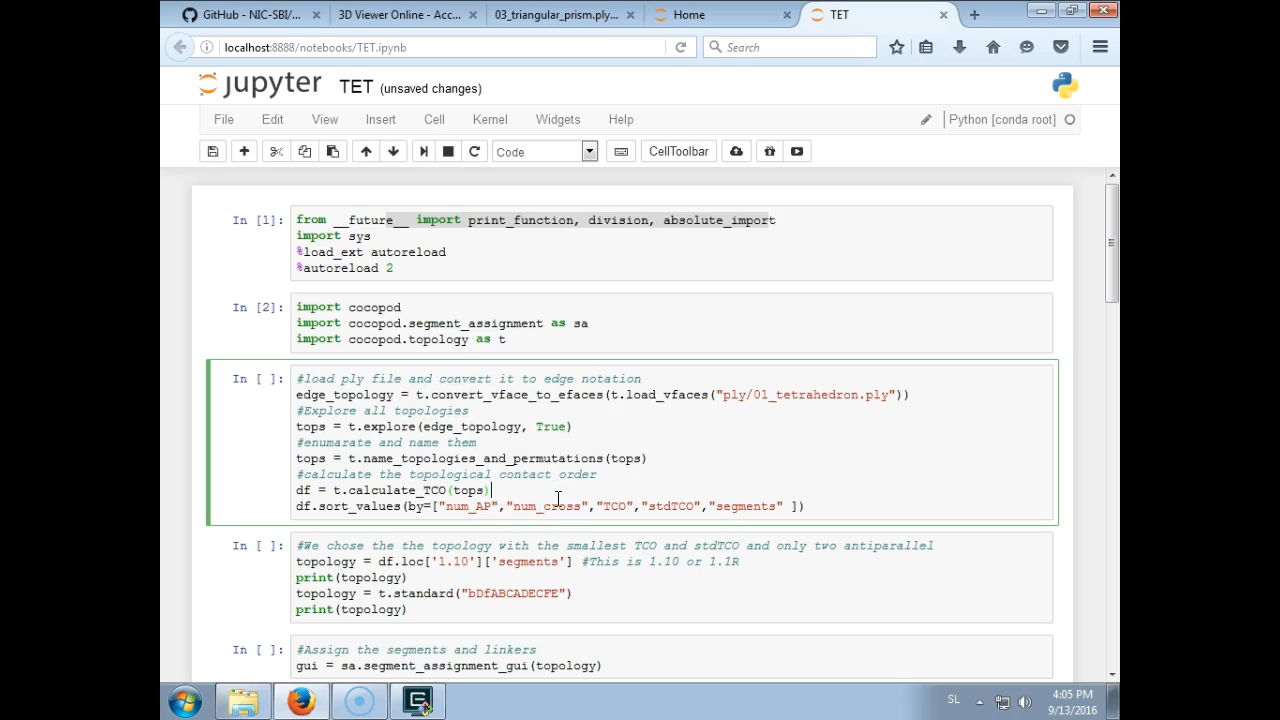 GitHub - NIC-SBI/... × 3D Viewer Online - Acc... × 03_triangular_prism.ply... × Home × TET ×
localhost:8888/notebooks/TET.ipynb Search
jupyter TET (unsaved changes)
File Edit View Insert Cell Kernel Widgets Help Python [conda root]
Code CellToolbar
In [1]: from __future__ import print_function, division, absolute_import
import sys
%load_ext autoreload
%autoreload 2
In [2]: import cocopod
import cocopod.segment_assignment as sa
import cocopod.topology as t
In [ ]: #load ply file and convert it to edge notation
edge_topology = t.convert_vface_to_efaces(t.load_vfaces("ply/01_tetrahedron.ply"))
#Explore all topologies
tops = t.explore(edge_topology, True)
#enumarate and name them
tops = t.name_topologies_and_permutations(tops)
#calculate the topological contact order
df = t.calculate_TCO(tops)
df.sort_values(by=["num_AP","num_cross","TCO","stdTCO","segments" ])
In [ ]: #We chose the the topology with the smallest TCO and stdTCO and only two antiparallel
topology = df.loc['1.10']['segments'] #This is 1.10 or 1.1R
print(topology)
topology = t.standard("bDfABCADECFE")
print(topology)
In [ ]: #Assign the segments and linkers
gui = sa.segment_assignment_gui(topology)
SL 4:05 PM
9/13/2016